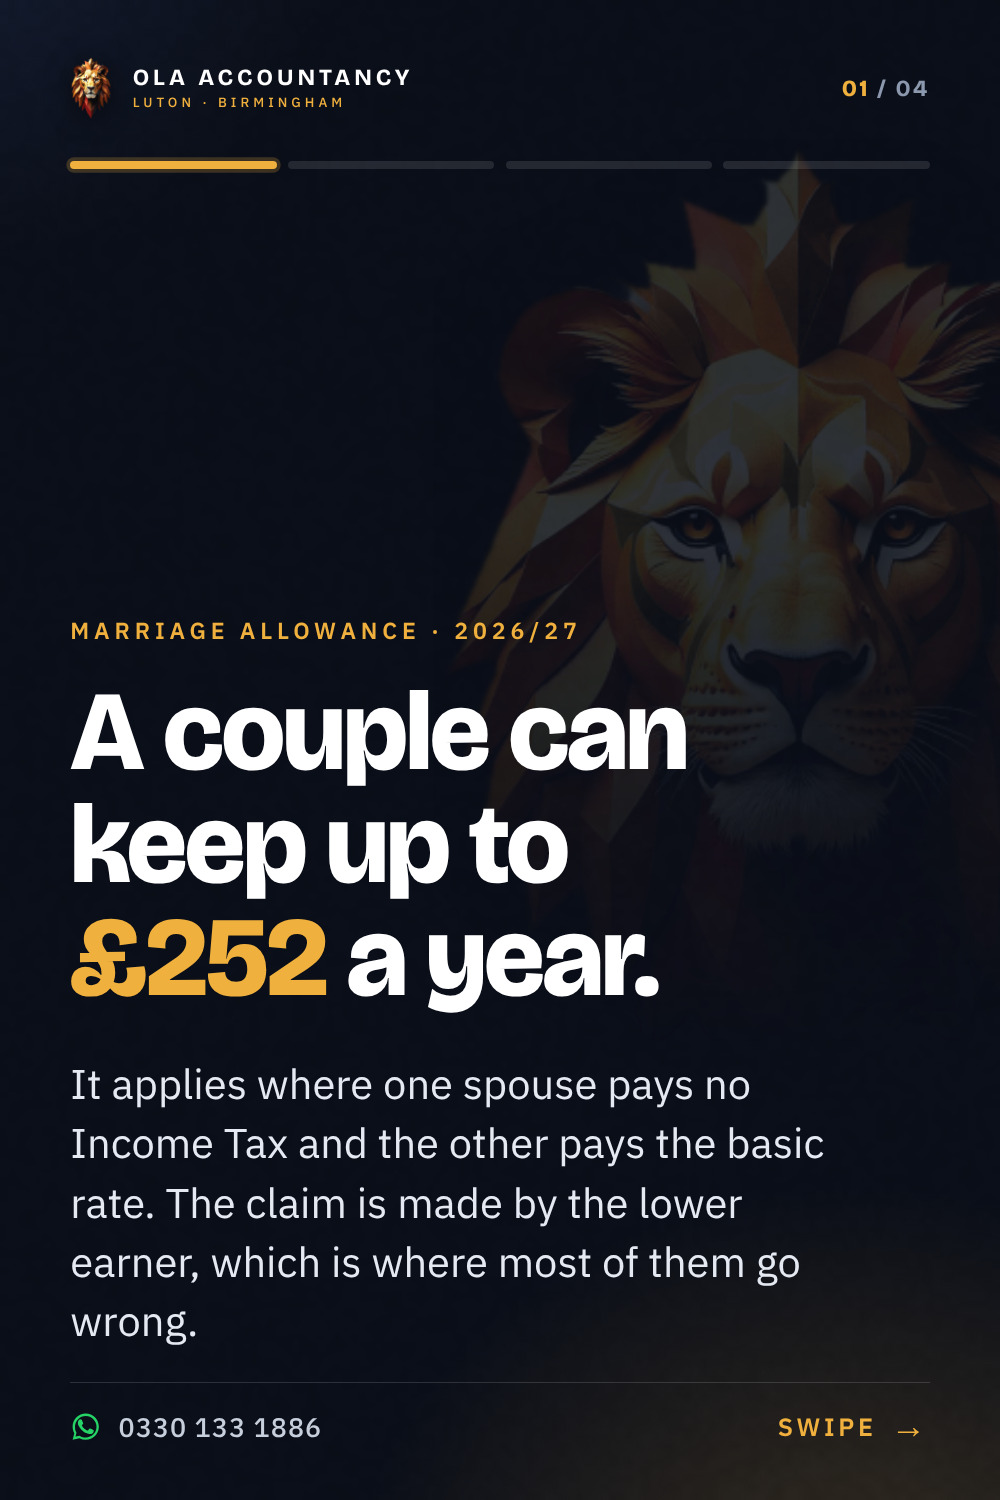 OLA ACCOUNTANCY
LUTON · BIRMINGHAM
01 / 04
MARRIAGE ALLOWANCE · 2026/27
A couple can
keep up to
£252 a year.
It applies where one spouse pays no
Income Tax and the other pays the basic
rate. The claim is made by the lower
earner, which is where most of them go
wrong.
0330 133 1886
SWIPE →